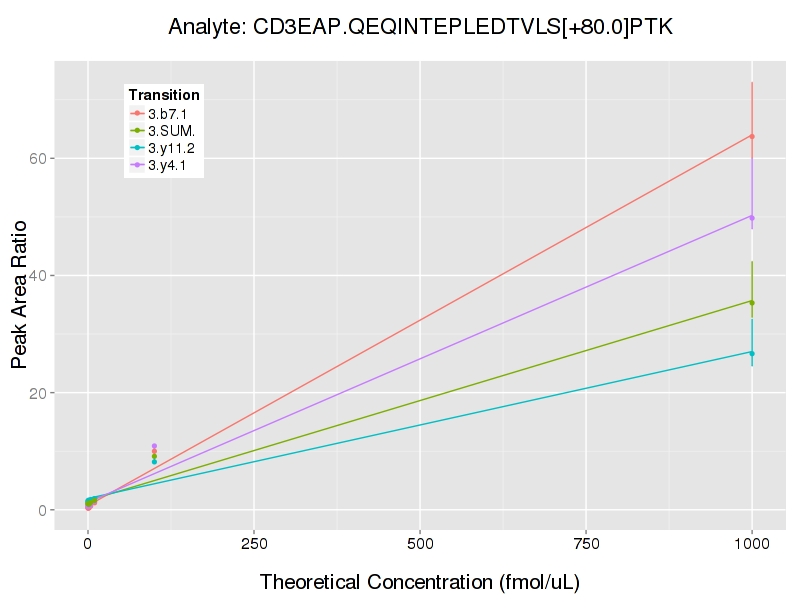 Analyte: CD3EAP.QEQINTEPLEDTVLS[+80.0]PTK
Transition
3.b7.1
3.SUM.
3.y11.2
3.y4.1
Peak Area Ratio
60
40
20
0
0 250 500 750 1000
Theoretical Concentration (fmol/uL)